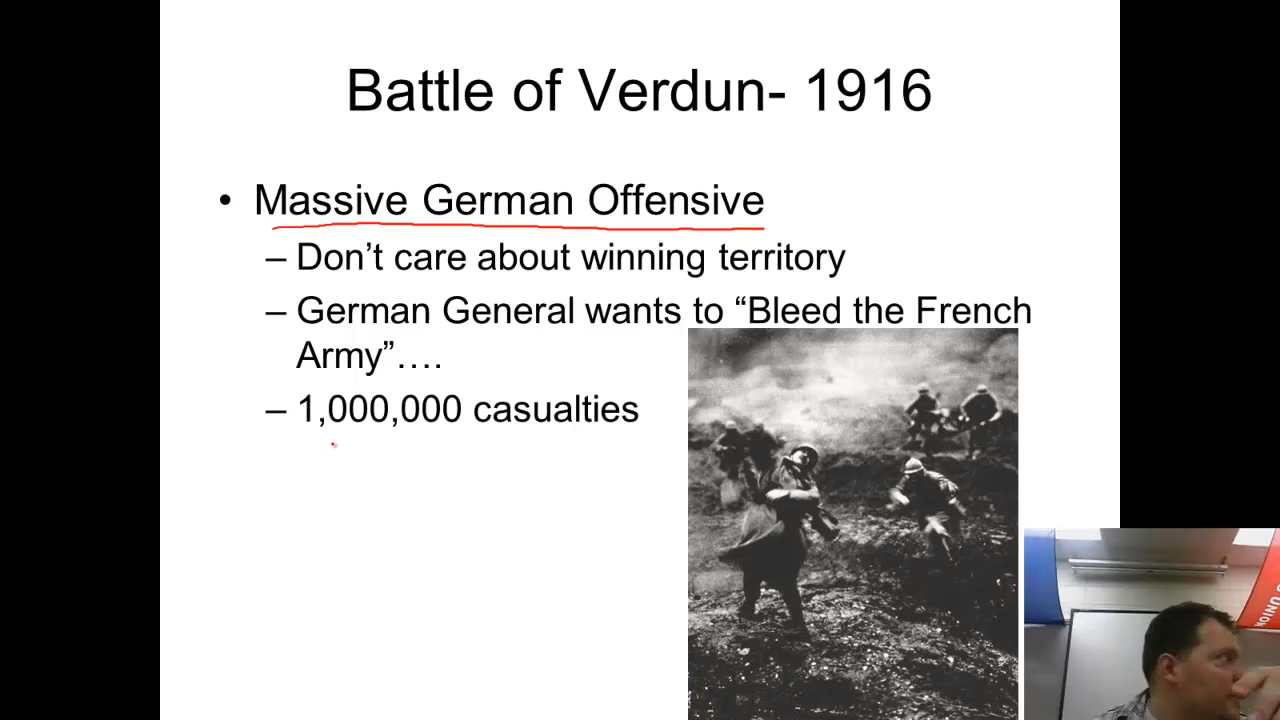 Battle of Verdun- 1916
• Massive German Offensive
– Don’t care about winning territory
– German General wants to “Bleed the French
Army”….
– 1,000,000 casualties
UNION